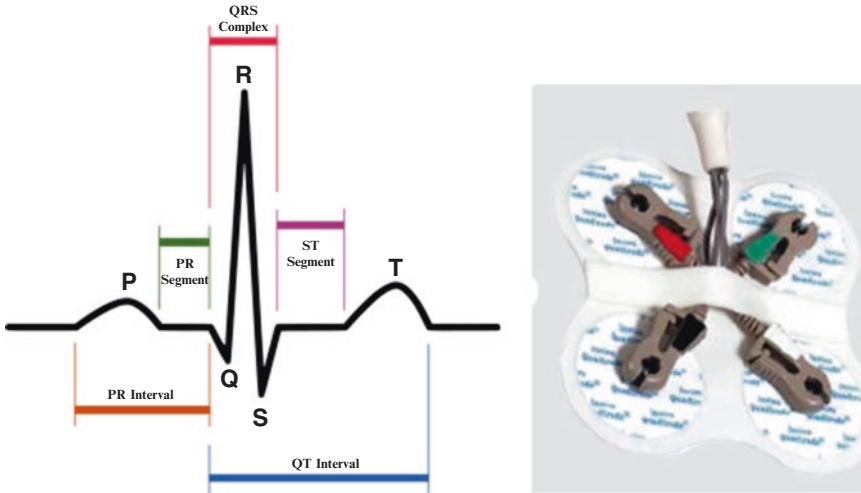 QRS
Complex
R
PR
Segment
ST
Segment
P
T
Q
S
PR Interval
QT Interval